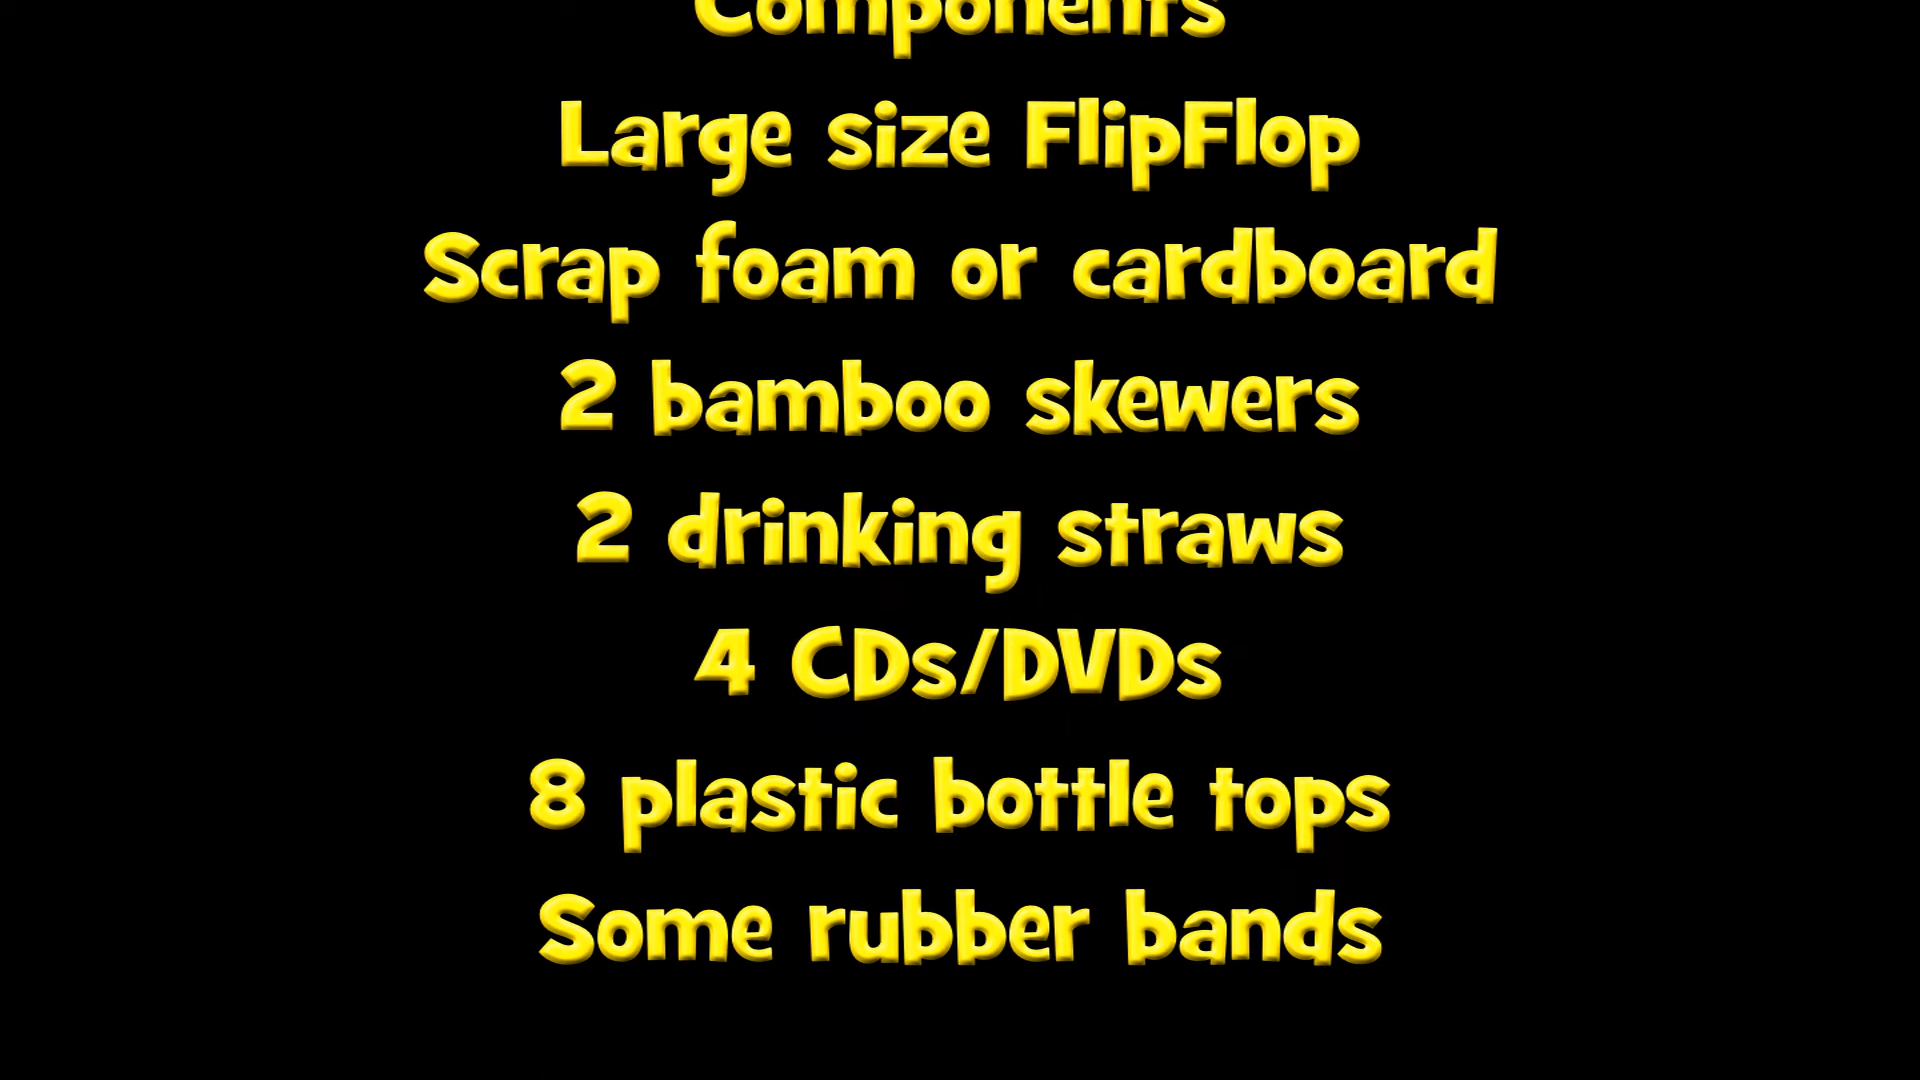 Components
Large size FlipFlop
Scrap foam or cardboard
2 bamboo skewers
2 drinking straws
4 CDs/DVDs
8 plastic bottle tops
Some rubber bands